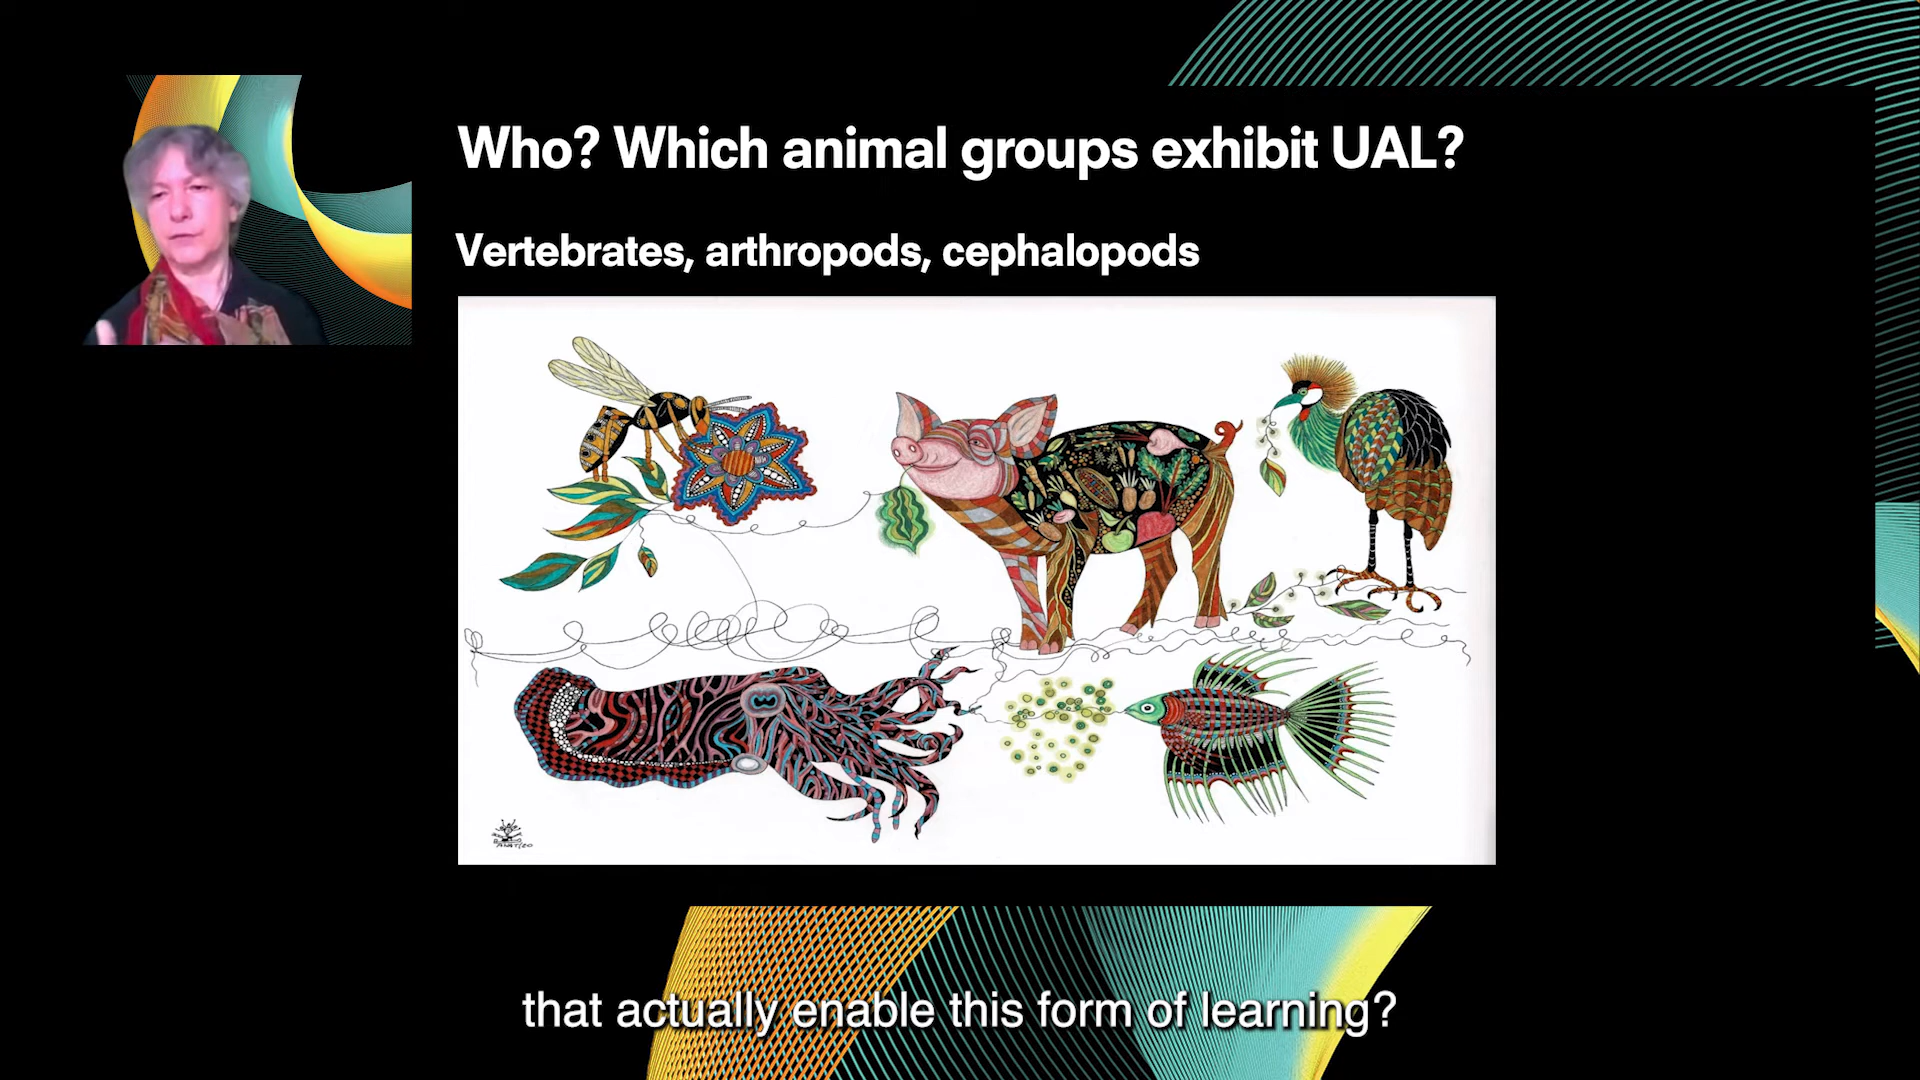 Who? Which animal groups exhibit UAL?
Vertebrates, arthropods, cephalopods
that actually enable this form of learning?